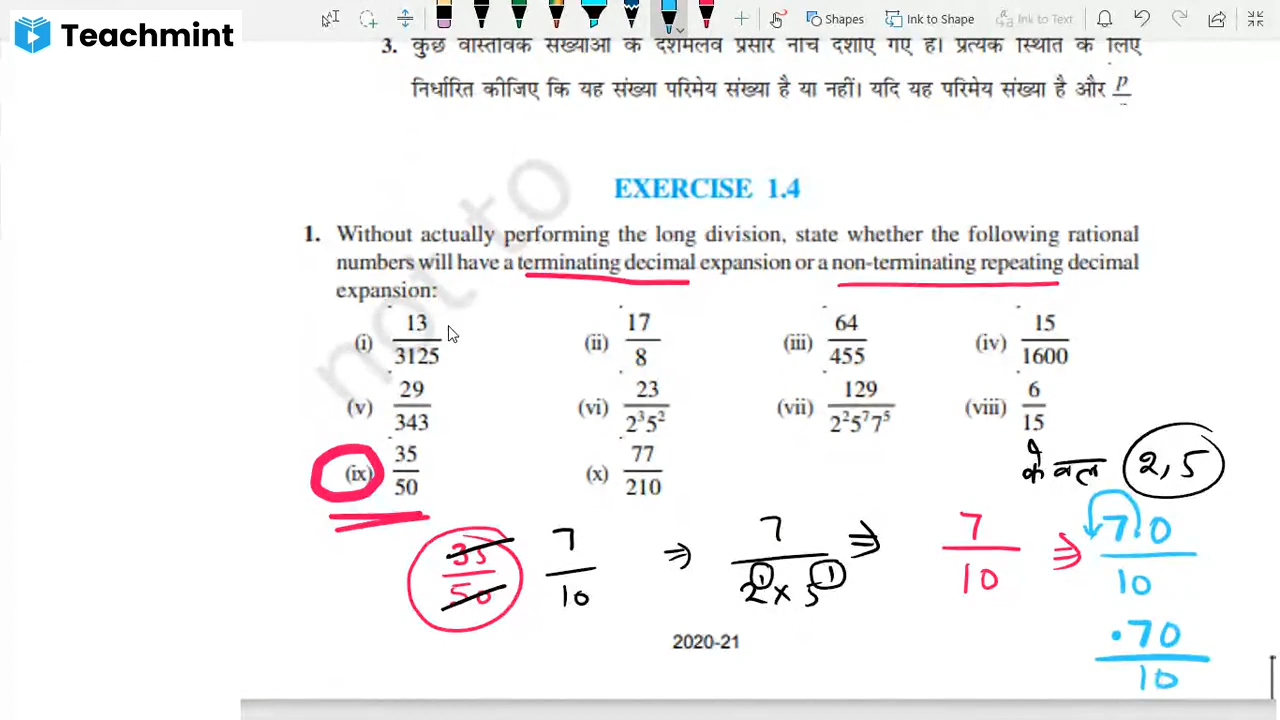 Teachmint
Shapes Ink to Shape Ink to Text
3. कुछ वास्तविक संख्याओं के दशमलव प्रसार नीचे दर्शाए गए हैं। प्रत्येक स्थिति के लिए
निर्धारित कीजिए कि यह संख्या परिमेय संख्या है या नहीं। यदि यह परिमेय संख्या है और p
not to
EXERCISE 1.4
1. Without actually performing the long division, state whether the following rational
numbers will have a terminating decimal expansion or a non-terminating repeating decimal
expansion:
(i) 13/3125 (ii) 17/8 (iii) 64/455 (iv) 15/1600
(v) 29/343 (vi) 23/2³5² (vii) 129/2²5⁷7⁵ (viii) 6/15
(ix) 35/50 (x) 77/210
के वल 2,5
35/50 7/10 ⇒ 7/2¹×5¹ ⇒ 7/10 ⇒ 7.0/10
.70/10
2020-21